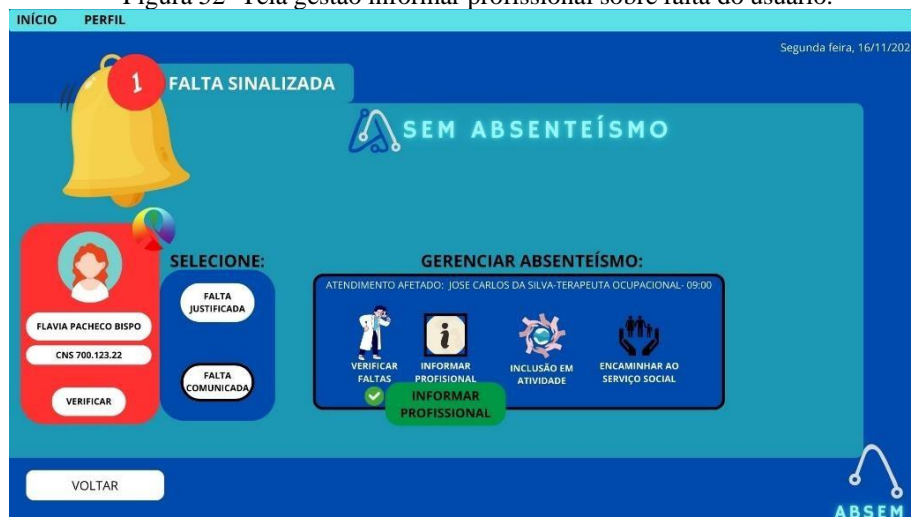 Figura 32- Tela gestão informar profissional sobre falta do usuário.
INÍCIO PERFIL
Segunda feira, 16/11/202
1
FALTA SINALIZADA
SEM ABSENTEÍSMO
SELECIONE:
GERENCIAR ABSENTEÍSMO:
ATENDIMENTO AFETADO: JOSE CARLOS DA SILVA-TERAPEUTA OCUPACIONAL- 09:00
FALTA
JUSTIFICADA
FLAVIA PACHECO BISPO
CNS 700.123.22
VERIFICAR
FALTA
COMUNICADA
VERIFICAR
FALTAS
i
INFORMAR
PROFISIONAL
INCLUSÃO EM
ATIVIDADE
ENCAMINHAR AO
SERVIÇO SOCIAL
INFORMAR
PROFISSIONAL
VOLTAR
ABSEM